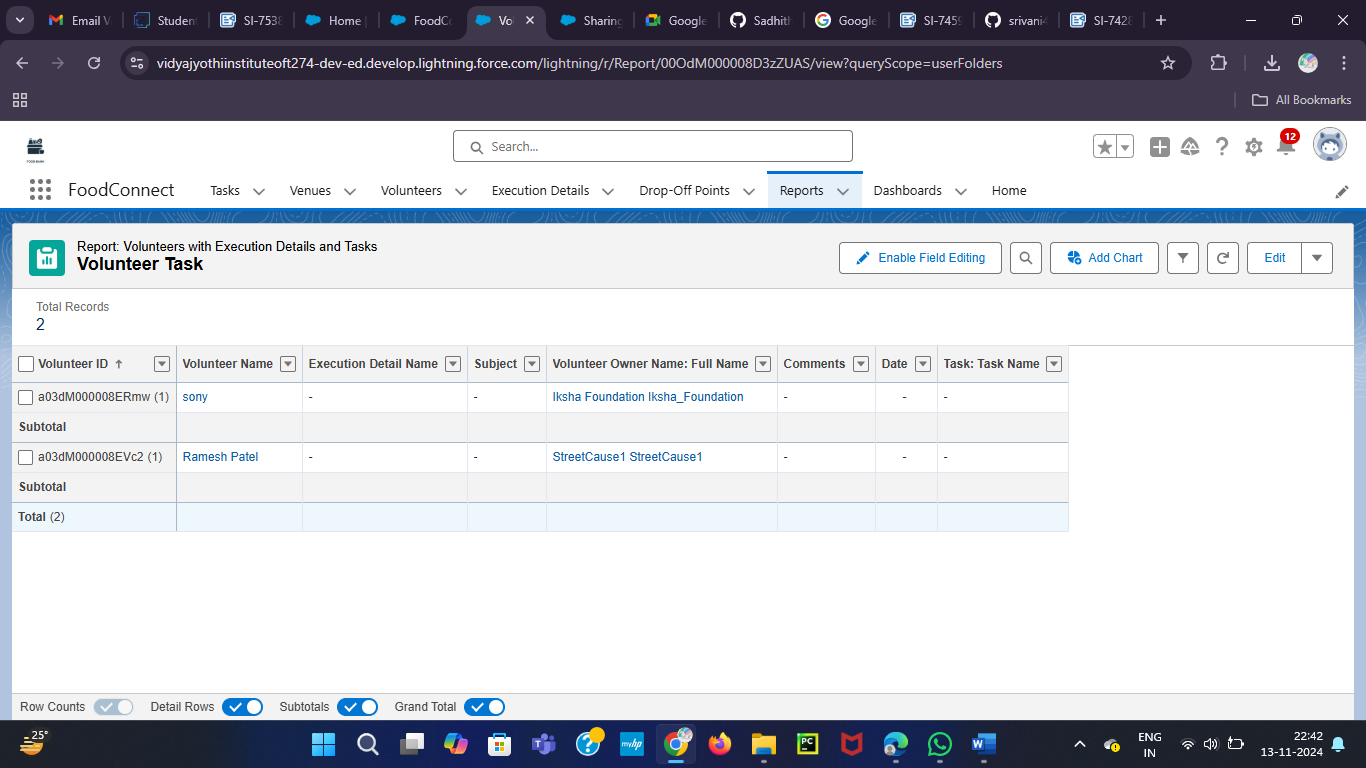 Email V
Student
SI-7538
Home |
FoodCo
Vo
Sharing
Google
Sadhith
Google
SI-7459
srivani4
SI-7428
vidyajyothiinstituteoft274-dev-ed.develop.lightning.force.com/lightning/r/Report/00OdM000008D3zZUAS/view?queryScope=userFolders
All Bookmarks
Search...
12
FoodConnect Tasks Venues Volunteers Execution Details Drop-Off Points Reports Dashboards Home
Report: Volunteers with Execution Details and Tasks
Volunteer Task
Enable Field Editing
Add Chart
Edit
Total Records
2
Volunteer ID ↑ Volunteer Name Execution Detail Name Subject Volunteer Owner Name: Full Name Comments Date Task: Task Name
a03dM000008ERmw (1) sony - - Iksha Foundation Iksha_Foundation - - -
Subtotal
a03dM000008EVc2 (1) Ramesh Patel - - StreetCause1 StreetCause1 - - -
Subtotal
Total (2)
Row Counts Detail Rows Subtotals Grand Total
25°
myhp
PC
W
ENG
IN
22:42
13-11-2024